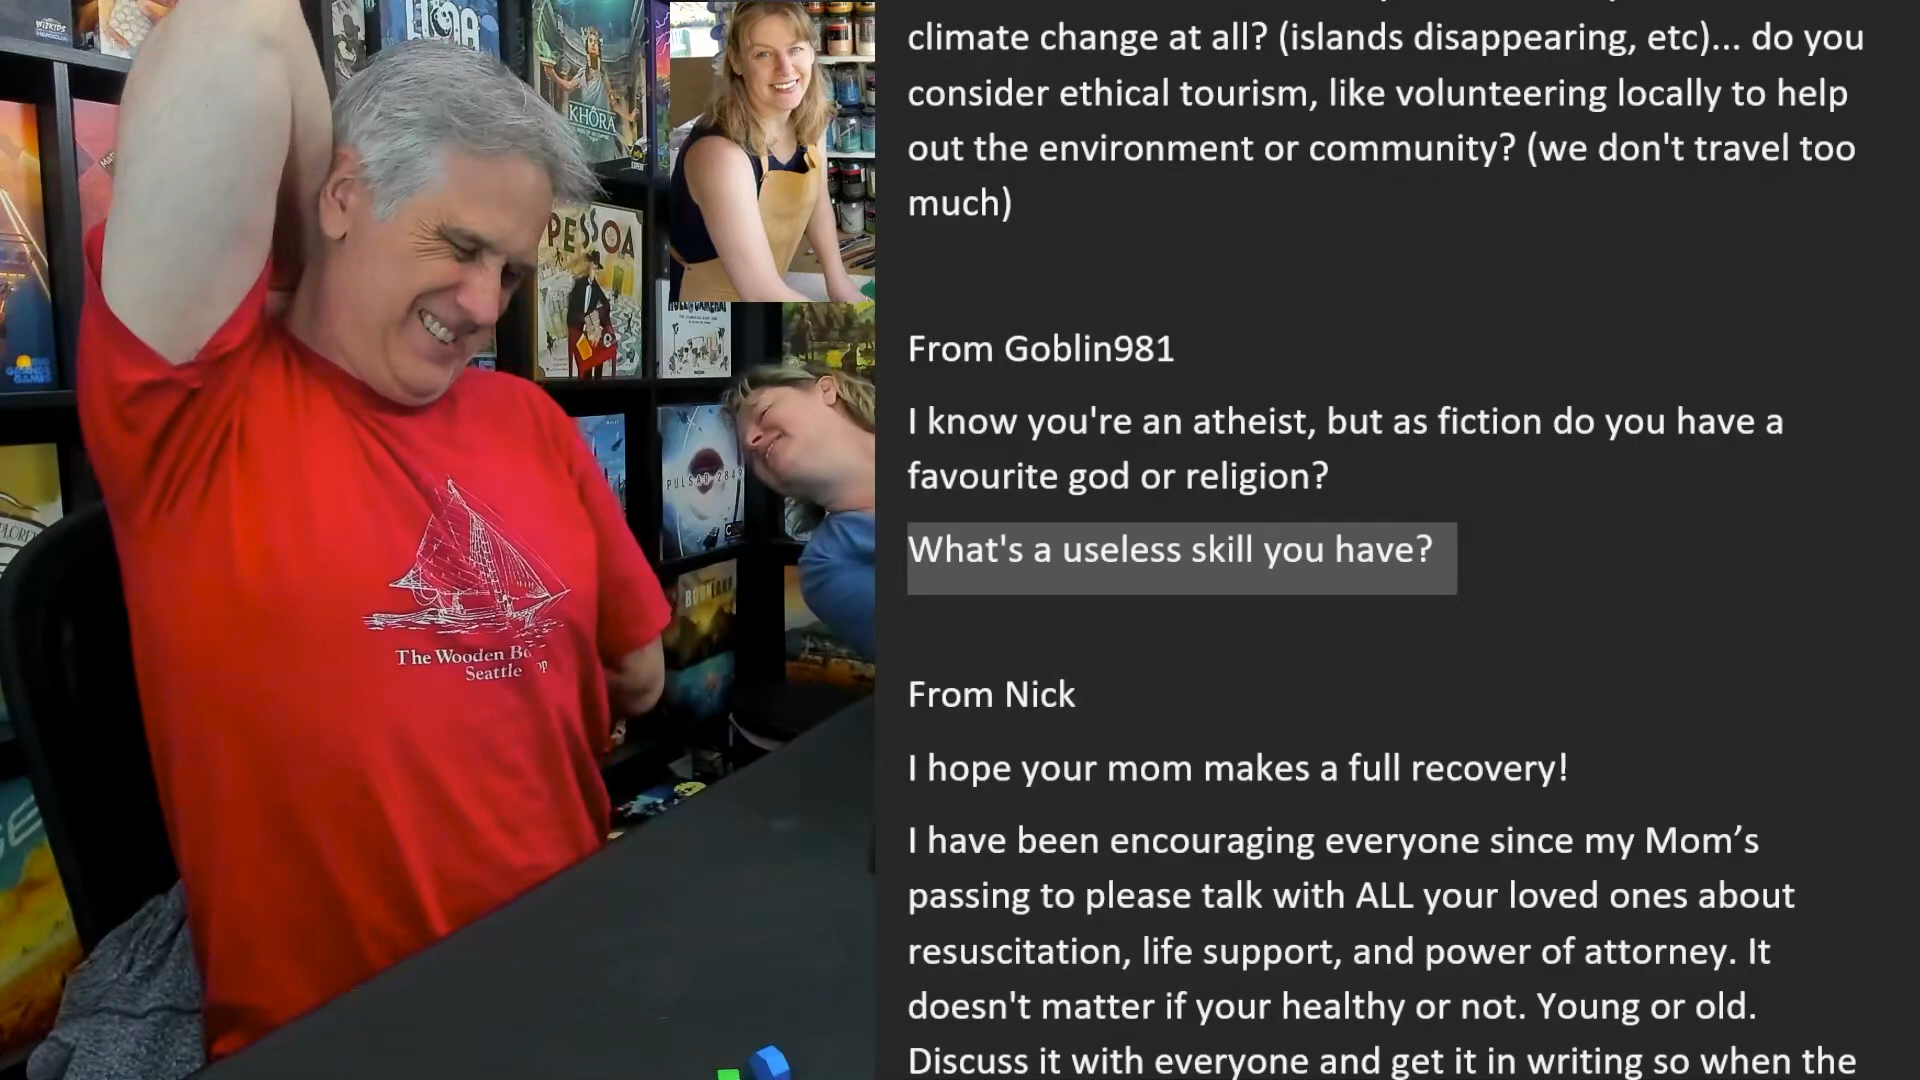 climate change at all? (islands disappearing, etc)... do you
consider ethical tourism, like volunteering locally to help
out the environment or community? (we don't travel too
much)
From Goblin981
I know you're an atheist, but as fiction do you have a
favourite god or religion?
What's a useless skill you have?
From Nick
I hope your mom makes a full recovery!
I have been encouraging everyone since my Mom’s
passing to please talk with ALL your loved ones about
resuscitation, life support, and power of attorney. It
doesn't matter if your healthy or not. Young or old.
Discuss it with everyone and get it in writing so when the
WIZKIDS
KHÔRA
PESSOA
PULSAR 2849
The Wooden Bo
Seattle
GAMES